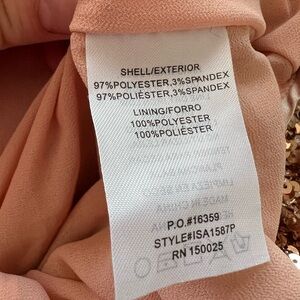 SHELL/EXTERIOR
97%POLYESTER,3%SPANDEX
97%POLIÉSTER,3%SPANDEX
LINING/FORRO
100%POLYESTER
100%POLIÉSTER
P.O.#16359
STYLE#ISA1587P
RN 150025